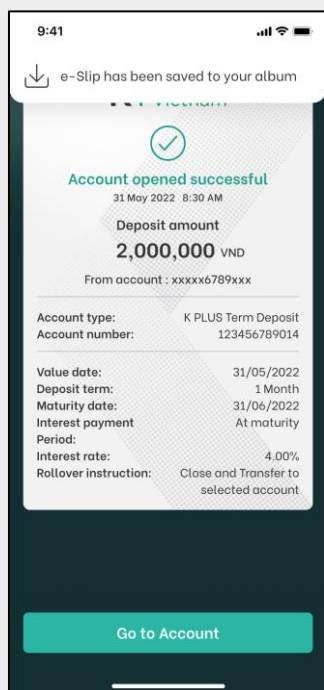 9:41
e-Slip has been saved to your album
Vietnam
Account opened successful
31 May 2022 8:30 AM
Deposit amount
2,000,000 VND
From account : xxxxx6789xxx
Account type: K PLUS Term Deposit
Account number: 123456789014
Value date: 31/05/2022
Deposit term: 1 Month
Maturity date: 31/06/2022
Interest payment At maturity
Period:
Interest rate: 4.00%
Rollover instruction: Close and Transfer to
selected account
Go to Account